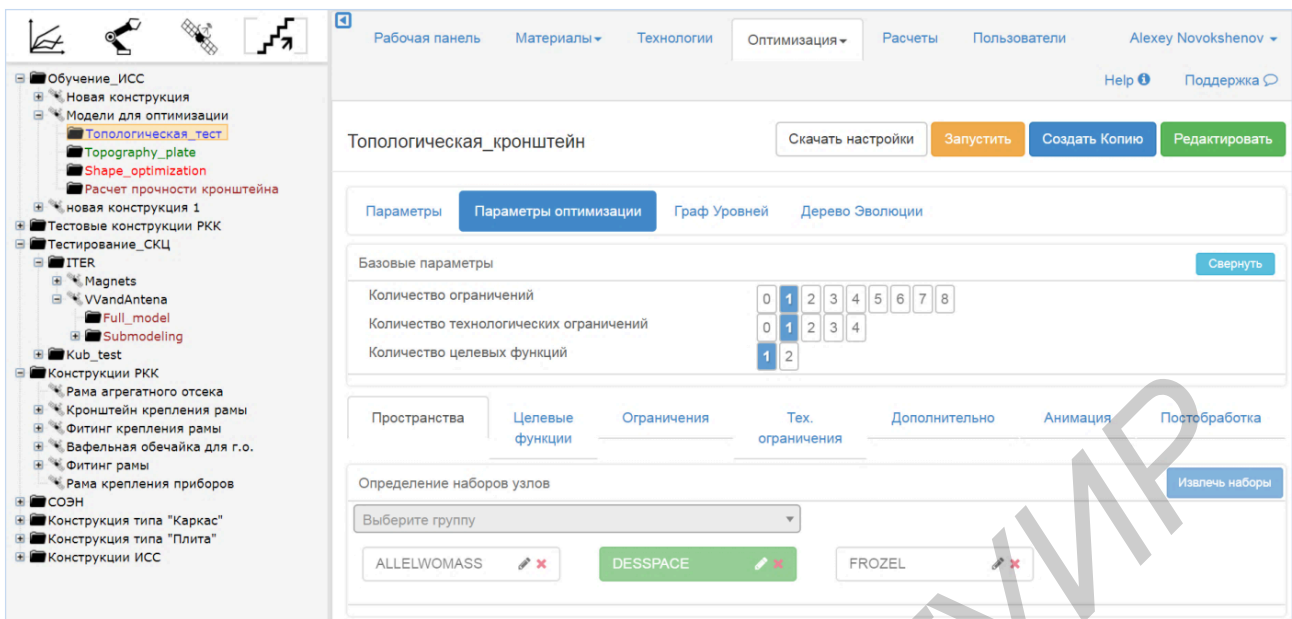 Рабочая панель Материалы Технологии Оптимизация Расчеты Пользователи Alexey Novokshenov
Help Поддержка
Обучение_ИСС
Новая конструкция
Модели для оптимизации
Топологическая_тест
Topography_plate
Shape_optimization
Расчет прочности кронштейна
новая конструкция 1
Тестовые конструкции РКК
Тестирование_СКЦ
ITER
Magnets
VVandAntena
Full_model
Submodeling
Kub_test
Конструкции РКК
Рама агрегатного отсека
Кронштейн крепления рамы
Фитинг крепления рамы
Вафельная обечайка для г.о.
Фитинг рамы
Рама крепления приборов
СОЭН
Конструкция типа "Каркас"
Конструкция типа "Плита"
Конструкции ИСС
Топологическая_кронштейн Скачать настройки Запустить Создать Копию Редактировать
Параметры Параметры оптимизации Граф Уровней Дерево Эволюции
Базовые параметры Свернуть
Количество ограничений 0 1 2 3 4 5 6 7 8
Количество технологических ограничений 0 1 2 3 4
Количество целевых функций 1 2
Пространства Целевые функции Ограничения Тех. ограничения Дополнительно Анимация Постобработка
Определение наборов узлов Извлечь наборы
Выберите группу
ALLELWOMASS DESSPACE FROZEL
УИР